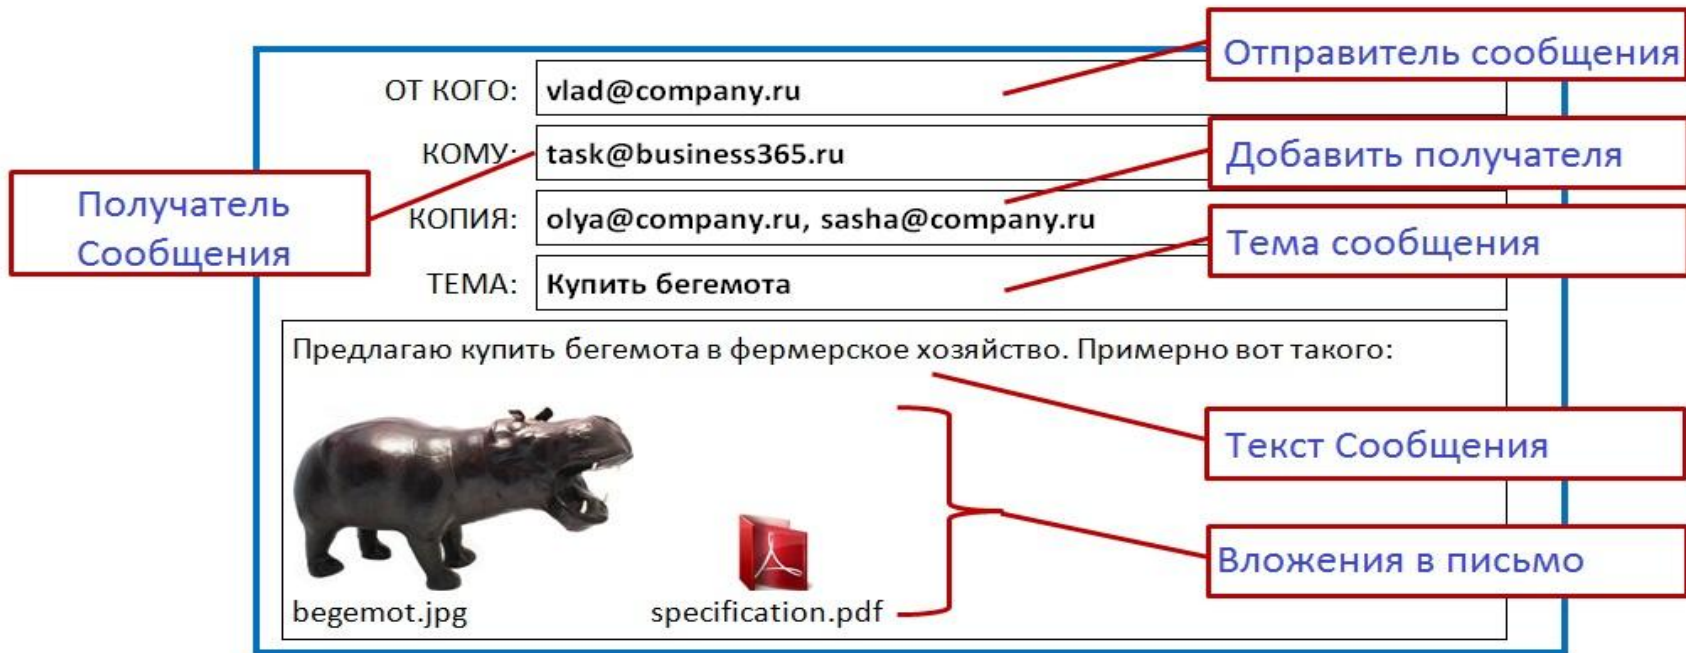 Отправитель сообщения
ОТ КОГО: vlad@company.ru
КОМУ: task@business365.ru
Добавить получателя
Получатель
Сообщения
КОПИЯ: olya@company.ru, sasha@company.ru
Тема сообщения
ТЕМА: Купить бегемота
Предлагаю купить бегемота в фермерское хозяйство. Примерно вот такого:
Текст Сообщения
Вложения в письмо
begemot.jpg
specification.pdf